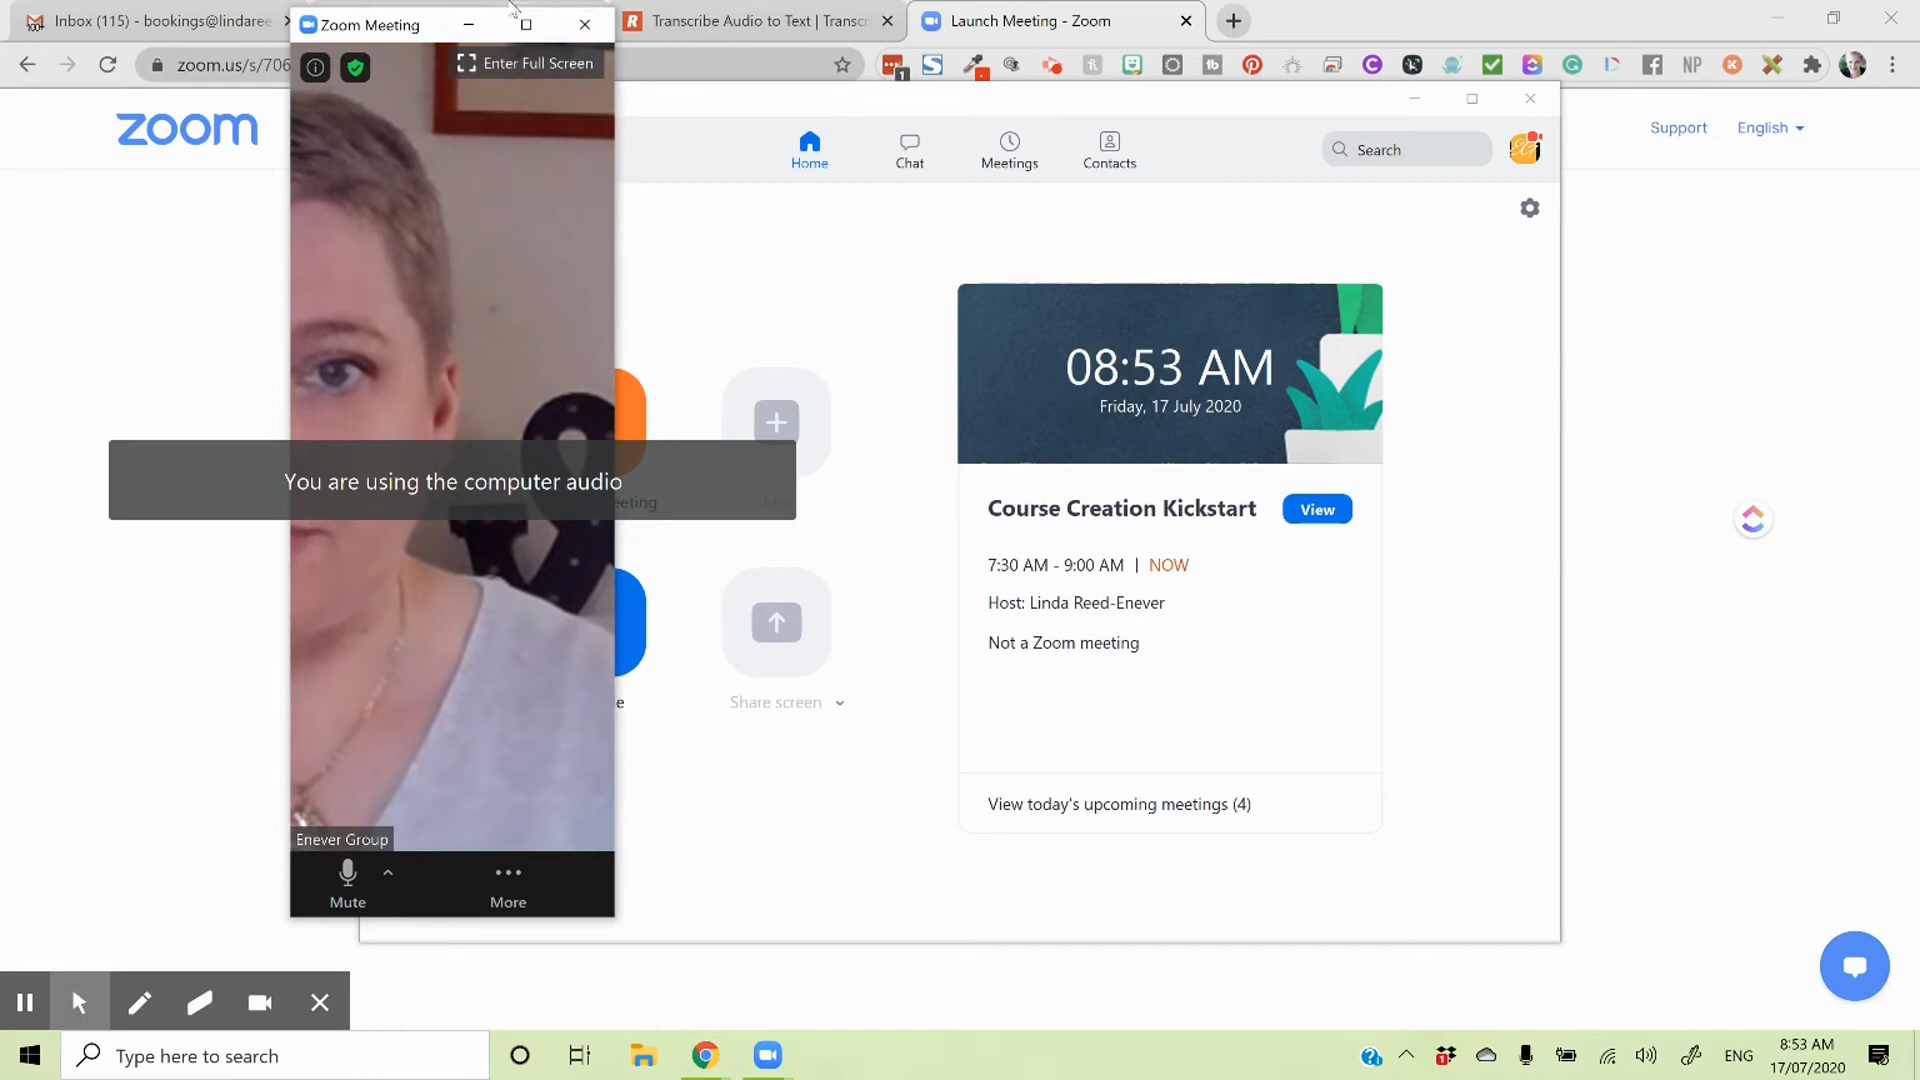 Inbox (115) - bookings@lindaree
Zoom Meeting
Transcribe Audio to Text | Transcr
Launch Meeting - Zoom
zoom.us/s/706
Enter Full Screen
1
NP
zoom
Home
Chat
Meetings
Contacts
Search
Support
English
08:53 AM
Friday, 17 July 2020
You are using the computer audio
eeting
Join
Course Creation Kickstart
View
7:30 AM - 9:00 AM | NOW
Host: Linda Reed-Enever
Not a Zoom meeting
e
Share screen
View today's upcoming meetings (4)
Enever Group
Mute
More
Type here to search
ENG
8:53 AM
17/07/2020